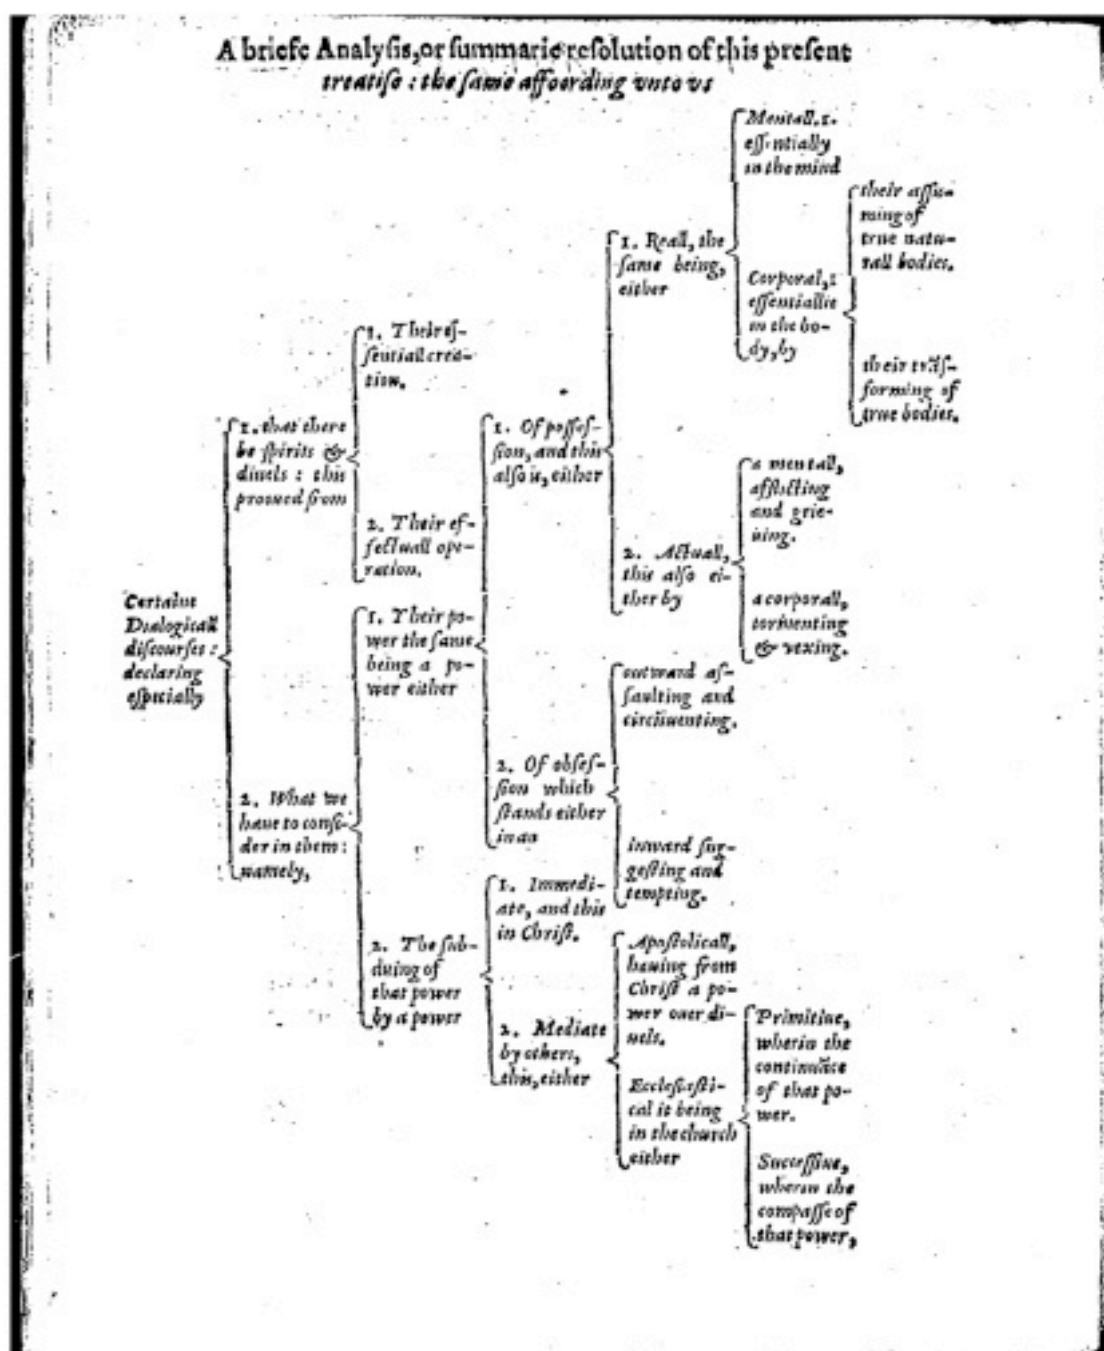 A briefe Analysis, or summarie resolution of this present
treatise : the same affoording vnto vs
Certaine
Dialogicall
discourses :
declaring
especially
1. that there
be spirits &
diuels : this
prooued from
1. Their es-
sentiall crea-
tion.
2. Their ef-
fectuall ope-
ration.
2. What we
haue to consi-
der in them :
namely,
1. Their po-
wer the same
being a po-
wer either
1. Of posses-
sion, and this
also is, either
1. Reall, the
same being,
either
Mentall, 1.
essentially
in the mind
Corporal, :
essentiallie
in the bo-
dy, by
their assu-
ming of
true natu-
rall bodies.
their trãs-
forming of
true bodies.
2. Actuall,
this also ei-
ther by
a mentall,
afflicting
and grie-
uing.
a corporall,
tormenting
& vexing.
2. Of obses-
sion which
stands either
in an
outward as-
saulting and
circũuenting.
inward sug-
gesting and
tempting.
2. The sub-
duing of
that power
by a power
1. Immedi-
ate, and this
in Christ.
2. Mediate
by others,
this, either
Apostolicall,
hauing from
Christ a po-
wer ouer di-
uels.
Ecclesiasti-
cal it being
in the church
either
Primitiue,
wherin the
continuãce
of that po-
wer.
Successiue,
wherin the
compasse of
that power,